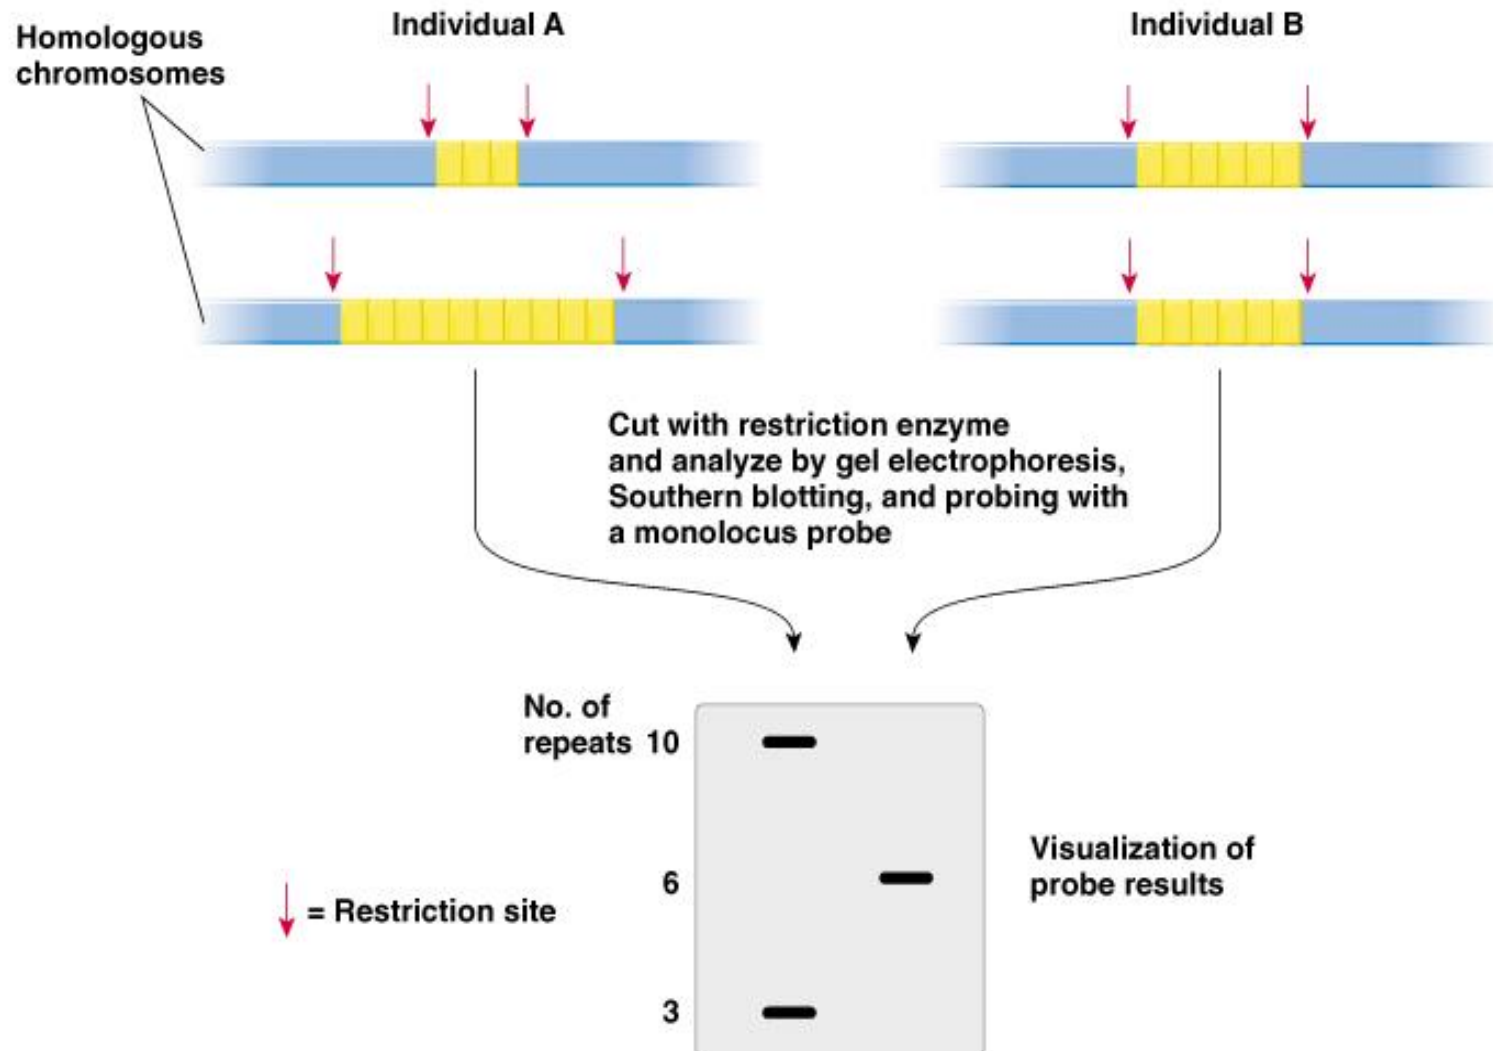 Individual A
Individual B
Homologous
chromosomes
Cut with restriction enzyme
and analyze by gel electrophoresis,
Southern blotting, and probing with
a monolocus probe
No. of
repeats 10
6
3
= Restriction site
Visualization of
probe results